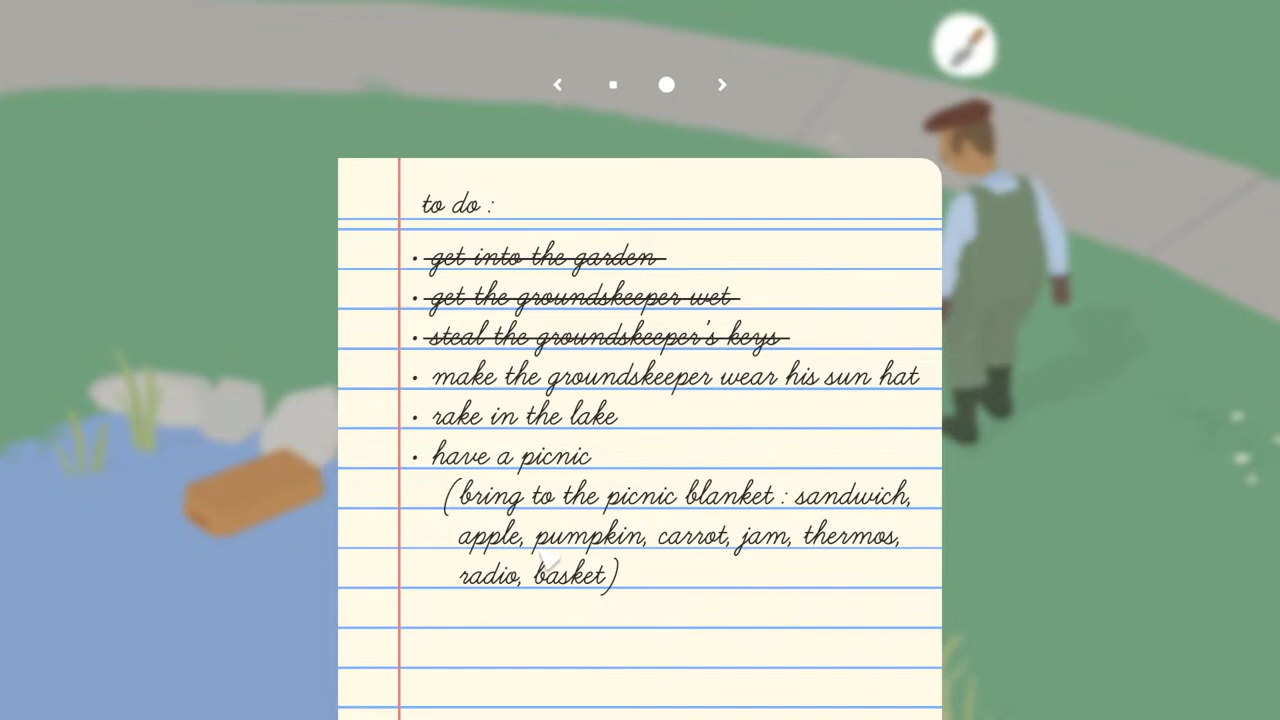 to do :
• get into the garden
• get the groundskeeper wet
• steal the groundskeeper's keys
• make the groundskeeper wear his sun hat
• rake in the lake
• have a picnic
(bring to the picnic blanket : sandwich,
apple, pumpkin, carrot, jam, thermos,
radio, basket)